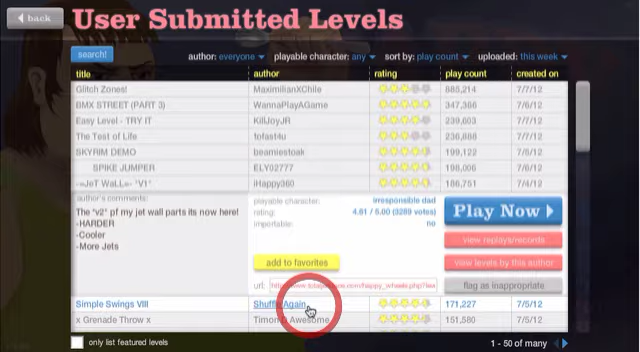 back
User Submitted Levels
search!
author: everyone playable character: any sort by: play count uploaded: this week
title author rating play count created on
Glitch Zones! MaximilianXChile 885,214 7/7/12
BMX STREET (PART 3) WannaPlayAGame 347,366 7/6/12
Easy Level - TRY IT KillJoyJR 239,603 7/7/12
The Test of Life tofast4u 236,888 7/7/12
SKYRIM DEMO beamiestoak 199,122 7/5/12
SPIKE JUMPER ELY02777 198,006 7/6/12
-=JeT WaLLs- *V1* iHappy360 186,751 7/4/12
author's comments:
The "v2" pf my jet wall parts its now here!
-HARDER
-Cooler
-More Jets
playable character: irresponsible dad
rating: 4.61 / 5.00 (3289 votes)
importable: no
add to favorites
url:
Play Now
view replays/records
view levels by this author
flag as inappropriate
Simple Swings VIII Shuffle Again 171,227 7/5/12
x Grenade Throw x Timon D Awesome 151,580 7/5/12
only list featured levels
1 - 50 of many